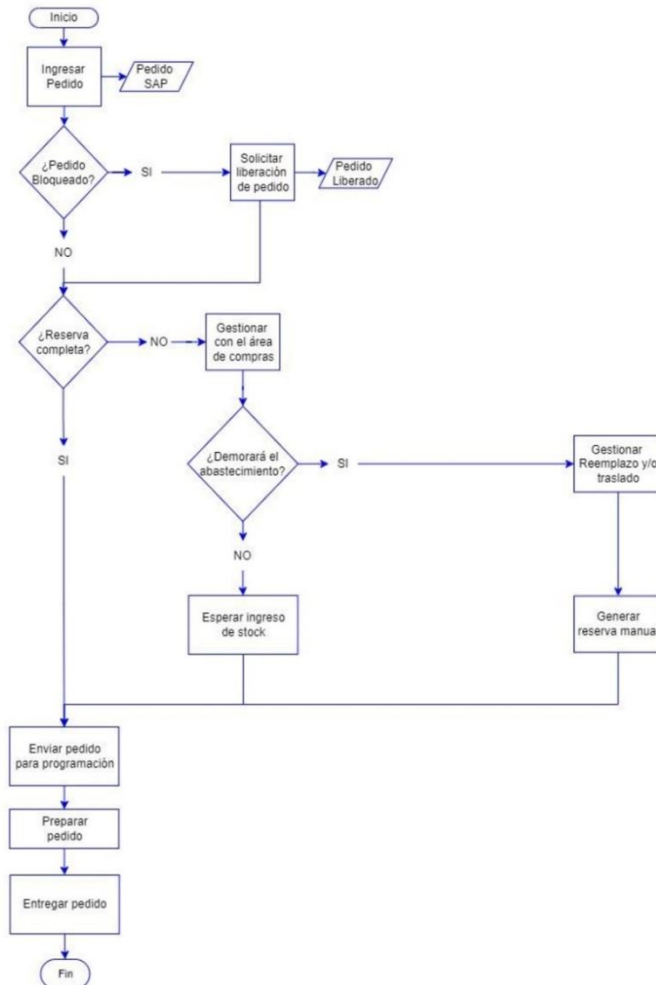 Inicio
Ingresar
Pedido
Pedido
SAP
¿Pedido
Bloqueado?
SI
Solicitar
liberación
de pedido
Pedido
Liberado
NO
¿Reserva
completa?
NO
Gestionar
con el área
de compras
¿Demorará el
abastecimiento?
SI
Gestionar
Reemplazo y/o
traslado
SI
NO
Esperar ingreso
de stock
Generar
reserva manual
Enviar pedido
para programación
Preparar
pedido
Entregar pedido
Fin